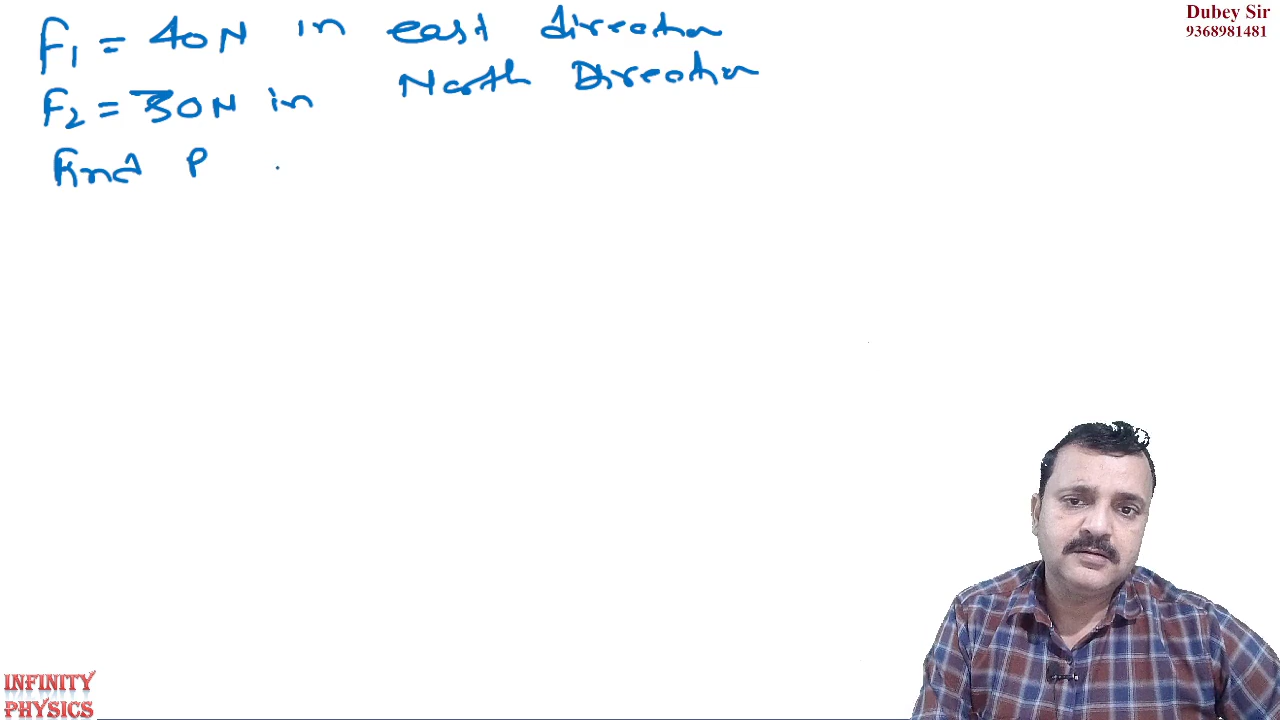 F1 = 40N in east direction
F2 = 30N in North Direction
Find P
Dubey Sir
9368981481
INFINITY
PHYSICS